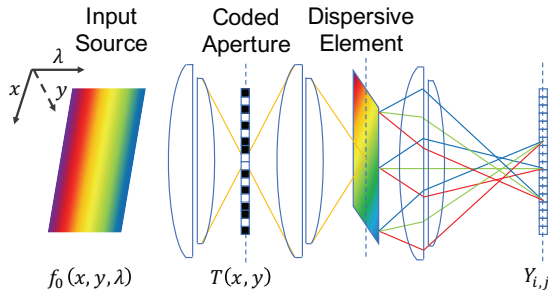 Input
Source
Coded
Aperture
Dispersive
Element
λ
x
y
f₀(x, y, λ)
T(x, y)
Yᵢ,ⱼ